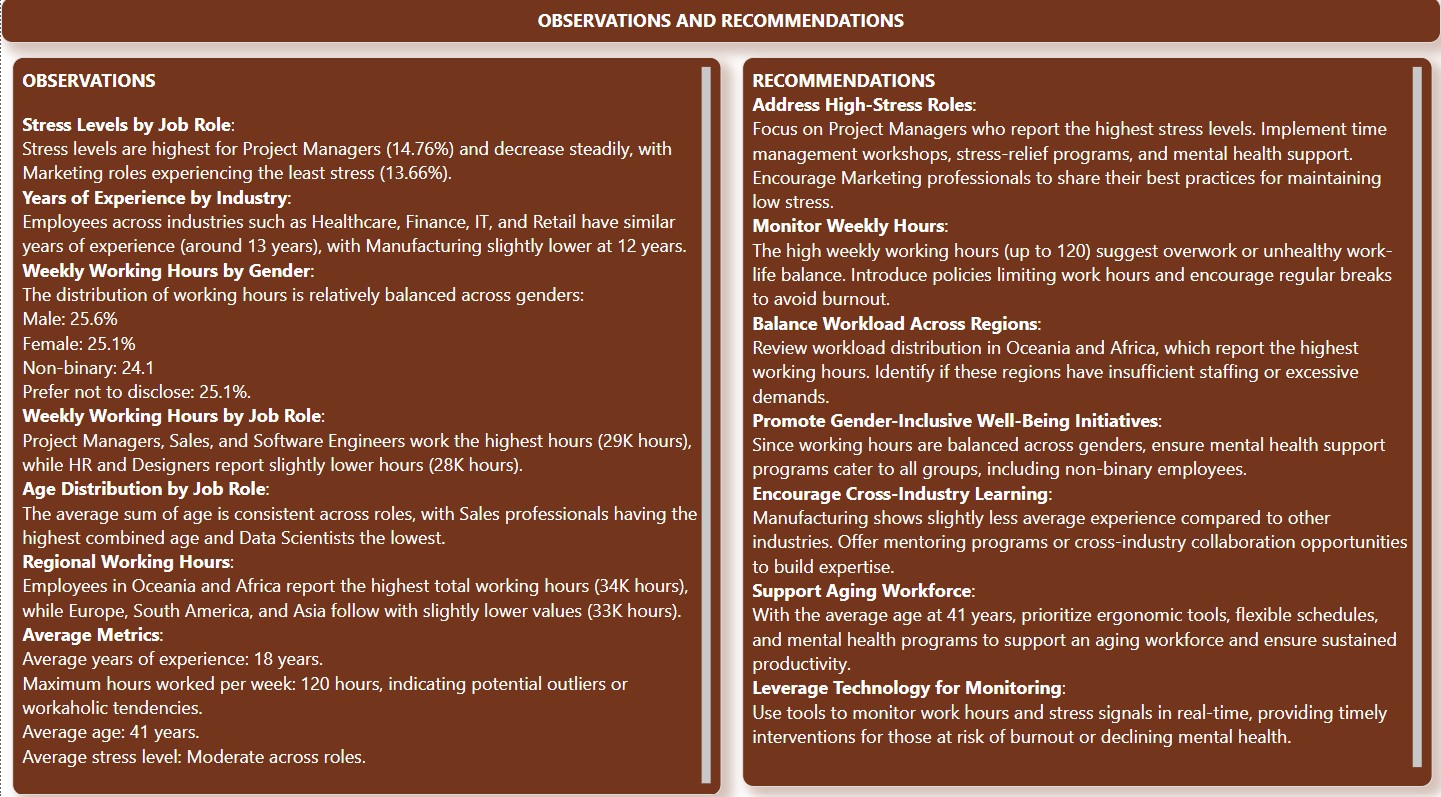 OBSERVATIONS AND RECOMMENDATIONS
OBSERVATIONS
Stress Levels by Job Role:
Stress levels are highest for Project Managers (14.76%) and decrease steadily, with
Marketing roles experiencing the least stress (13.66%).
Years of Experience by Industry:
Employees across industries such as Healthcare, Finance, IT, and Retail have similar
years of experience (around 13 years), with Manufacturing slightly lower at 12 years.
Weekly Working Hours by Gender:
The distribution of working hours is relatively balanced across genders:
Male: 25.6%
Female: 25.1%
Non-binary: 24.1
Prefer not to disclose: 25.1%.
Weekly Working Hours by Job Role:
Project Managers, Sales, and Software Engineers work the highest hours (29K hours),
while HR and Designers report slightly lower hours (28K hours).
Age Distribution by Job Role:
The average sum of age is consistent across roles, with Sales professionals having the
highest combined age and Data Scientists the lowest.
Regional Working Hours:
Employees in Oceania and Africa report the highest total working hours (34K hours),
while Europe, South America, and Asia follow with slightly lower values (33K hours).
Average Metrics:
Average years of experience: 18 years.
Maximum hours worked per week: 120 hours, indicating potential outliers or
workaholic tendencies.
Average age: 41 years.
Average stress level: Moderate across roles.
RECOMMENDATIONS
Address High-Stress Roles:
Focus on Project Managers who report the highest stress levels. Implement time
management workshops, stress-relief programs, and mental health support.
Encourage Marketing professionals to share their best practices for maintaining
low stress.
Monitor Weekly Hours:
The high weekly working hours (up to 120) suggest overwork or unhealthy work-
life balance. Introduce policies limiting work hours and encourage regular breaks
to avoid burnout.
Balance Workload Across Regions:
Review workload distribution in Oceania and Africa, which report the highest
working hours. Identify if these regions have insufficient staffing or excessive
demands.
Promote Gender-Inclusive Well-Being Initiatives:
Since working hours are balanced across genders, ensure mental health support
programs cater to all groups, including non-binary employees.
Encourage Cross-Industry Learning:
Manufacturing shows slightly less average experience compared to other
industries. Offer mentoring programs or cross-industry collaboration opportunities
to build expertise.
Support Aging Workforce:
With the average age at 41 years, prioritize ergonomic tools, flexible schedules,
and mental health programs to support an aging workforce and ensure sustained
productivity.
Leverage Technology for Monitoring:
Use tools to monitor work hours and stress signals in real-time, providing timely
interventions for those at risk of burnout or declining mental health.